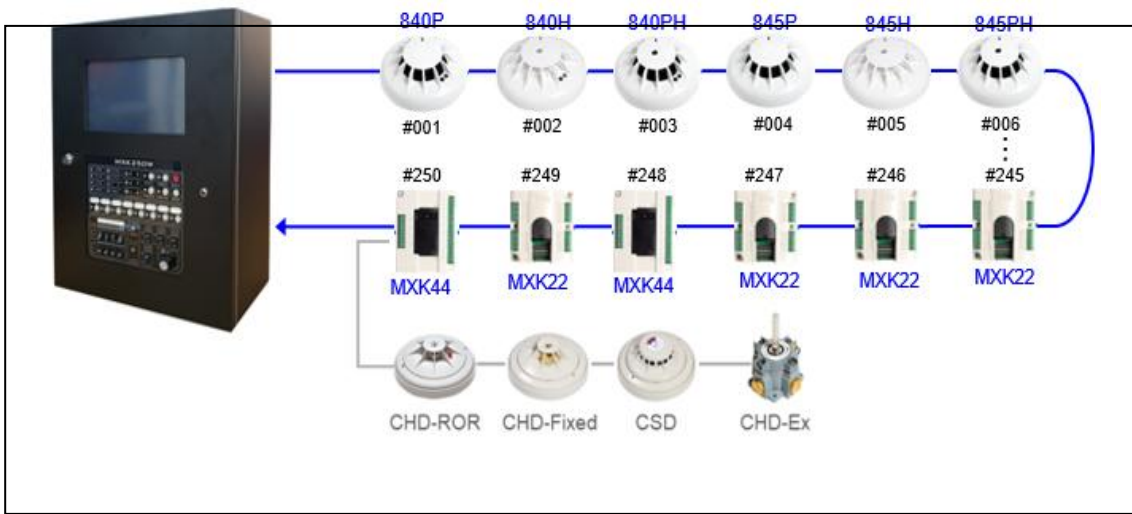 840P 840H 840PH 845P 845H 845PH
#001 #002 #003 #004 #005 #006
#250 #249 #248 #247 #246 #245
MXK44 MXK22 MXK44 MXK22 MXK22 MXK22
CHD-ROR CHD-Fixed CSD CHD-Ex